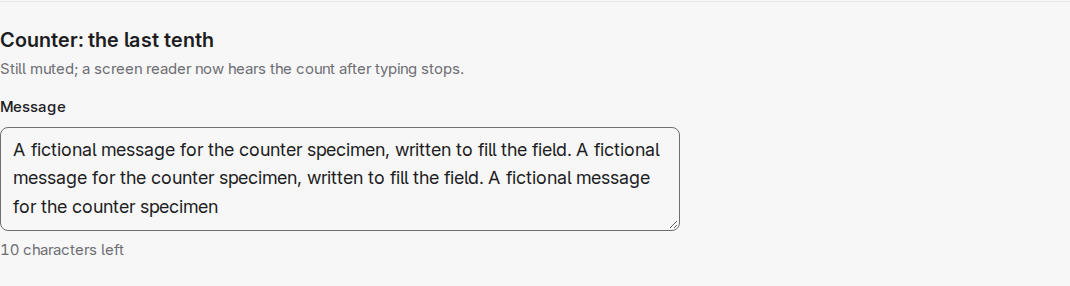 Counter: the last tenth
Still muted; a screen reader now hears the count after typing stops.
Message
A fictional message for the counter specimen, written to fill the field. A fictional
message for the counter specimen, written to fill the field. A fictional message
for the counter specimen
10 characters left